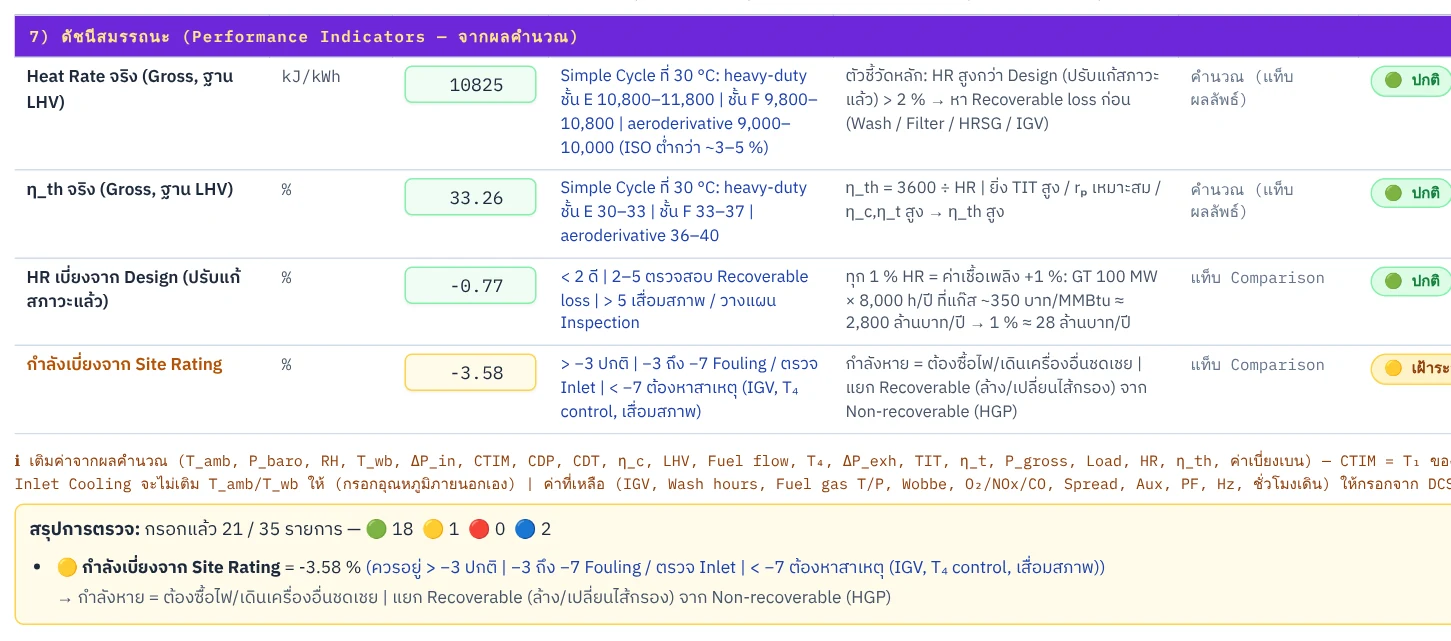 7) ดัชนีสมรรถนะ (Performance Indicators — จากผลคำนวณ)
Heat Rate จริง (Gross, ฐาน
LHV)
kJ/kWh
10825
Simple Cycle ที่ 30 °C: heavy-duty
ชั้น E 10,800–11,800 | ชั้น F 9,800–
10,800 | aeroderivative 9,000–
10,000 (ISO ต่ำกว่า ~3–5 %)
ตัวชี้วัดหลัก: HR สูงกว่า Design (ปรับแก้สภาวะ
แล้ว) > 2 % → หา Recoverable loss ก่อน
(Wash / Filter / HRSG / IGV)
คำนวณ (แท็บ
ผลลัพธ์)
🟢 ปกติ
η_th จริง (Gross, ฐาน LHV)
%
33.26
Simple Cycle ที่ 30 °C: heavy-duty
ชั้น E 30–33 | ชั้น F 33–37 |
aeroderivative 36–40
η_th = 3600 ÷ HR | ยิ่ง TIT สูง / rₚ เหมาะสม /
η_c,η_t สูง → η_th สูง
คำนวณ (แท็บ
ผลลัพธ์)
🟢 ปกติ
HR เบี่ยงจาก Design (ปรับแก้
สภาวะแล้ว)
%
-0.77
< 2 ดี | 2–5 ตรวจสอบ Recoverable
loss | > 5 เสื่อมสภาพ / วางแผน
Inspection
ทุก 1 % HR = ค่าเชื้อเพลิง +1 %: GT 100 MW
× 8,000 h/ปี ที่แก๊ส ~350 บาท/MMBtu ≈
2,800 ล้านบาท/ปี → 1 % ≈ 28 ล้านบาท/ปี
แท็บ Comparison
🟢 ปกติ
กำลังเบี่ยงจาก Site Rating
%
-3.58
> −3 ปกติ | −3 ถึง −7 Fouling / ตรวจ
Inlet | < −7 ต้องหาสาเหตุ (IGV, T₄
control, เสื่อมสภาพ)
กำลังหาย = ต้องซื้อไฟ/เดินเครื่องอื่นชดเชย |
แยก Recoverable (ล้าง/เปลี่ยนไส้กรอง) จาก
Non-recoverable (HGP)
แท็บ Comparison
🟡 เฝ้าระ
ℹ เติมค่าจากผลคำนวณ (T_amb, P_baro, RH, T_wb, ΔP_in, CTIM, CDP, CDT, η_c, LHV, Fuel flow, T₄, ΔP_exh, TIT, η_t, P_gross, Load, HR, η_th, ค่าเบี่ยงเบน) — CTIM = T₁ ขอ
Inlet Cooling จะไม่เติม T_amb/T_wb ให้ (กรอกอุณหภูมิภายนอกเอง) | ค่าที่เหลือ (IGV, Wash hours, Fuel gas T/P, Wobbe, O₂/NOx/CO, Spread, Aux, PF, Hz, ชั่วโมงเดิน) ให้กรอกจาก DCS
สรุปการตรวจ: กรอกแล้ว 21 / 35 รายการ — 🟢 18 🟡 1 🔴 0 🔵 2
• 🟡 กำลังเบี่ยงจาก Site Rating = -3.58 % (ควรอยู่ > −3 ปกติ | −3 ถึง −7 Fouling / ตรวจ Inlet | < −7 ต้องหาสาเหตุ (IGV, T₄ control, เสื่อมสภาพ))
→ กำลังหาย = ต้องซื้อไฟ/เดินเครื่องอื่นชดเชย | แยก Recoverable (ล้าง/เปลี่ยนไส้กรอง) จาก Non-recoverable (HGP)